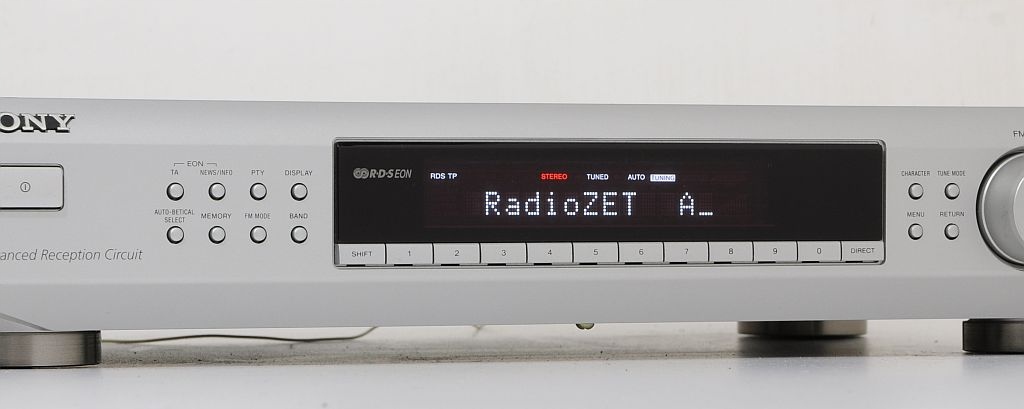 ONY
FM
EON
TA NEWS/INFO PTY DISPLAY
AUTO-BETICAL SELECT MEMORY FM MODE BAND
anced Reception Circuit
R·D·S EON
RDS TP STEREO TUNED AUTO TUNING
RadioZET A_
SHIFT 1 2 3 4 5 6 7 8 9 0 DIRECT
CHARACTER TUNE MODE
MENU RETURN